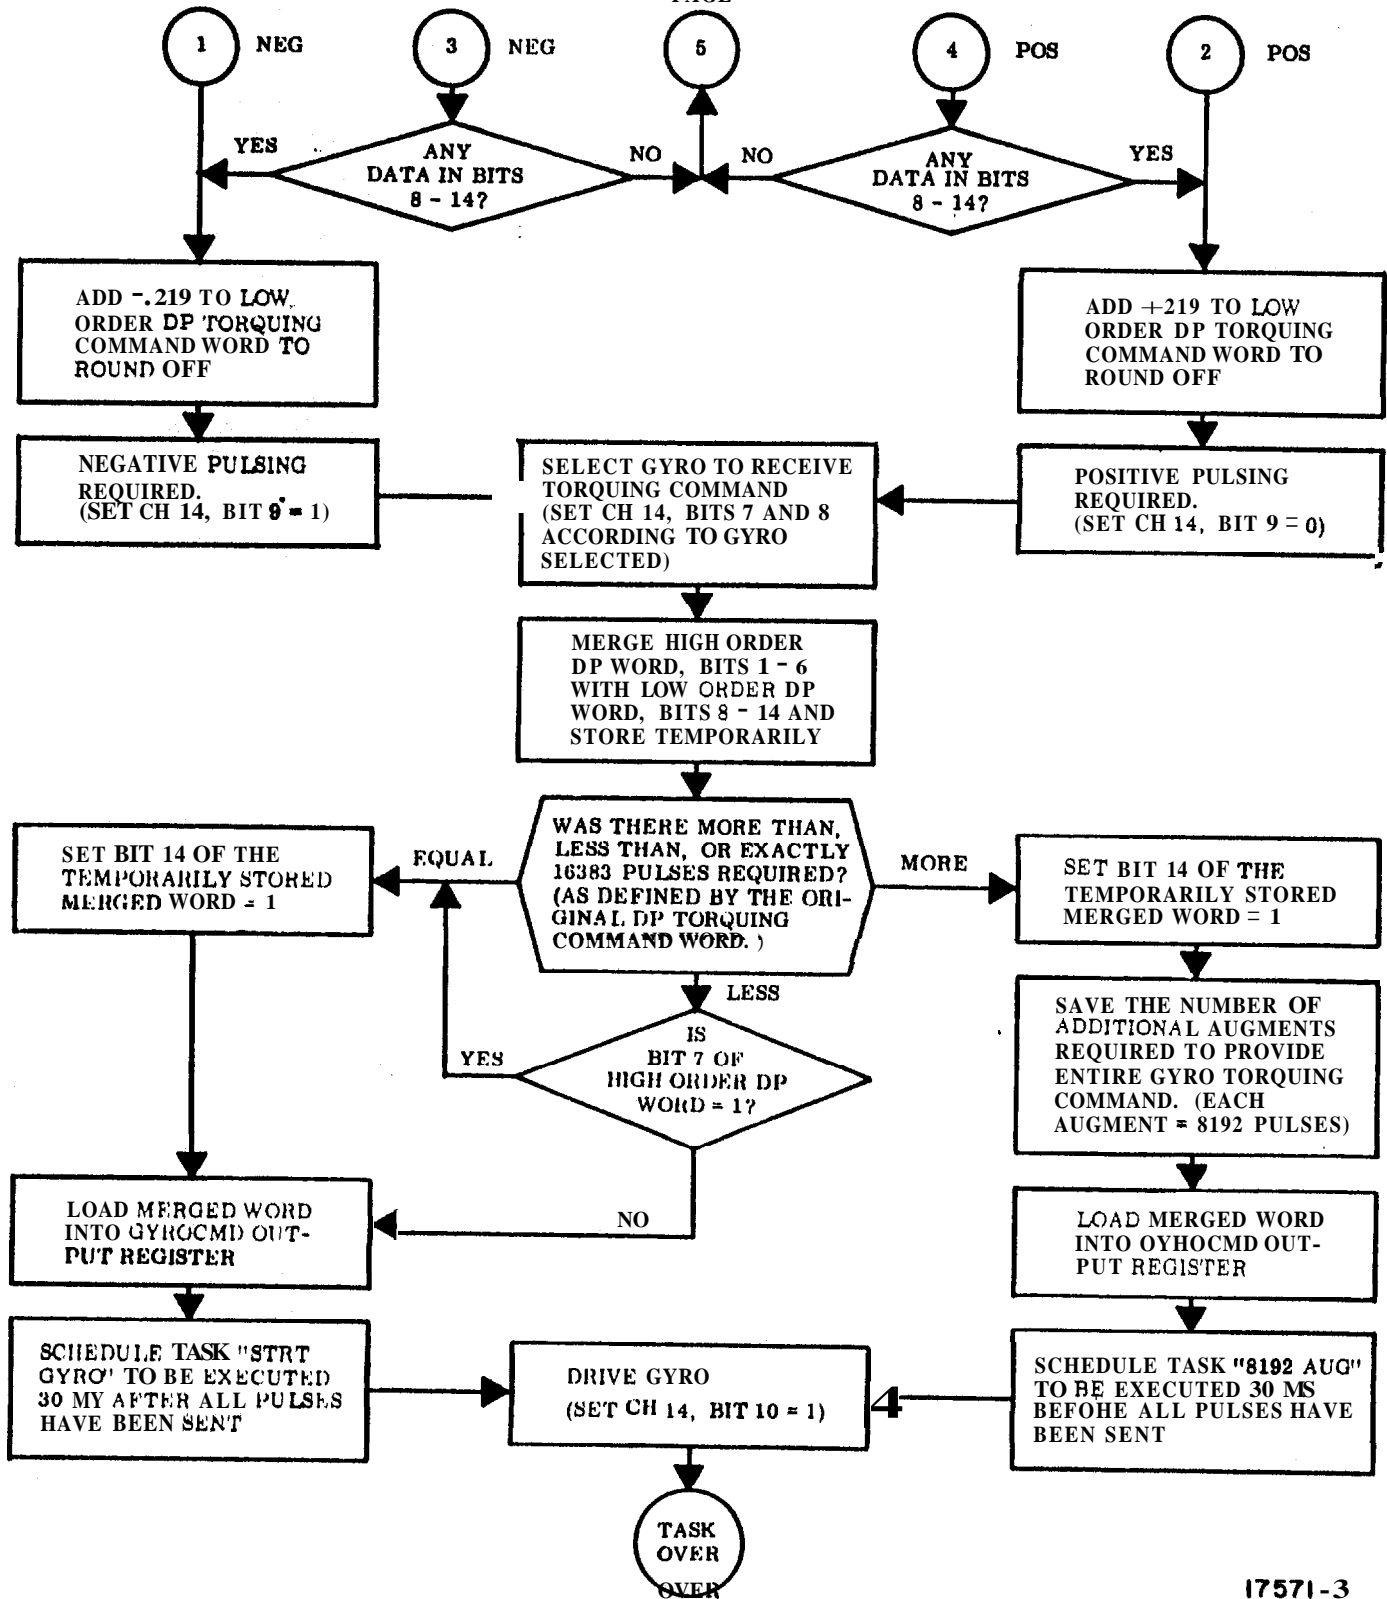 1 NEG 3 NEG 5 4 POS 2 POS
YES
ANY
DATA IN BITS
8 - 14?
NO
NO
ANY
DATA IN BITS
8 - 14?
YES
ADD -.219 TO LOW
ORDER DP TORQUING
COMMAND WORD TO
ROUND OFF
ADD +219 TO LOW
ORDER DP TORQUING
COMMAND WORD TO
ROUND OFF
NEGATIVE PULSING
REQUIRED.
(SET CH 14, BIT 9 = 1)
SELECT GYRO TO RECEIVE
TORQUING COMMAND
(SET CH 14, BITS 7 AND 8
ACCORDING TO GYRO
SELECTED)
POSITIVE PULSING
REQUIRED.
(SET CH 14, BIT 9 = 0)
MERGE HIGH ORDER
DP WORD, BITS 1 - 6
WITH LOW ORDER DP
WORD, BITS 8 - 14 AND
STORE TEMPORARILY
SET BIT 14 OF THE
TEMPORARILY STORED
MERGED WORD = 1
EQUAL
WAS THERE MORE THAN,
LESS THAN, OR EXACTLY
16383 PULSES REQUIRED?
(AS DEFINED BY THE ORI-
GINAL DP TORQUING
COMMAND WORD. )
MORE
SET BIT 14 OF THE
TEMPORARILY STORED
MERGED WORD = 1
LESS
YES
IS
BIT 7 OF
HIGH ORDER DP
WORD = 1?
NO
SAVE THE NUMBER OF
ADDITIONAL AUGMENTS
REQUIRED TO PROVIDE
ENTIRE GYRO TORQUING
COMMAND. (EACH
AUGMENT = 8192 PULSES)
LOAD MERGED WORD
INTO GYROCMD OUT-
PUT REGISTER
LOAD MERGED WORD
INTO OYHOCMD OUT-
PUT REGISTER
SCHEDULE TASK "STRT
GYRO" TO BE EXECUTED
30 MY AFTER ALL PULSES
HAVE BEEN SENT
DRIVE GYRO
(SET CH 14, BIT 10 = 1)
4
SCHEDULE TASK "8192 AUG"
TO BE EXECUTED 30 MS
BEFOHE ALL PULSES HAVE
BEEN SENT
TASK
OVER
OVER
17571-3